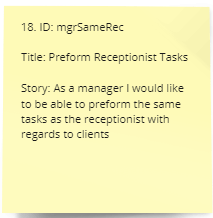 18. ID: mgrSameRec
Title: Preform Receptionist Tasks
Story: As a manager I would like
to be able to preform the same
tasks as the receptionist with
regards to clients